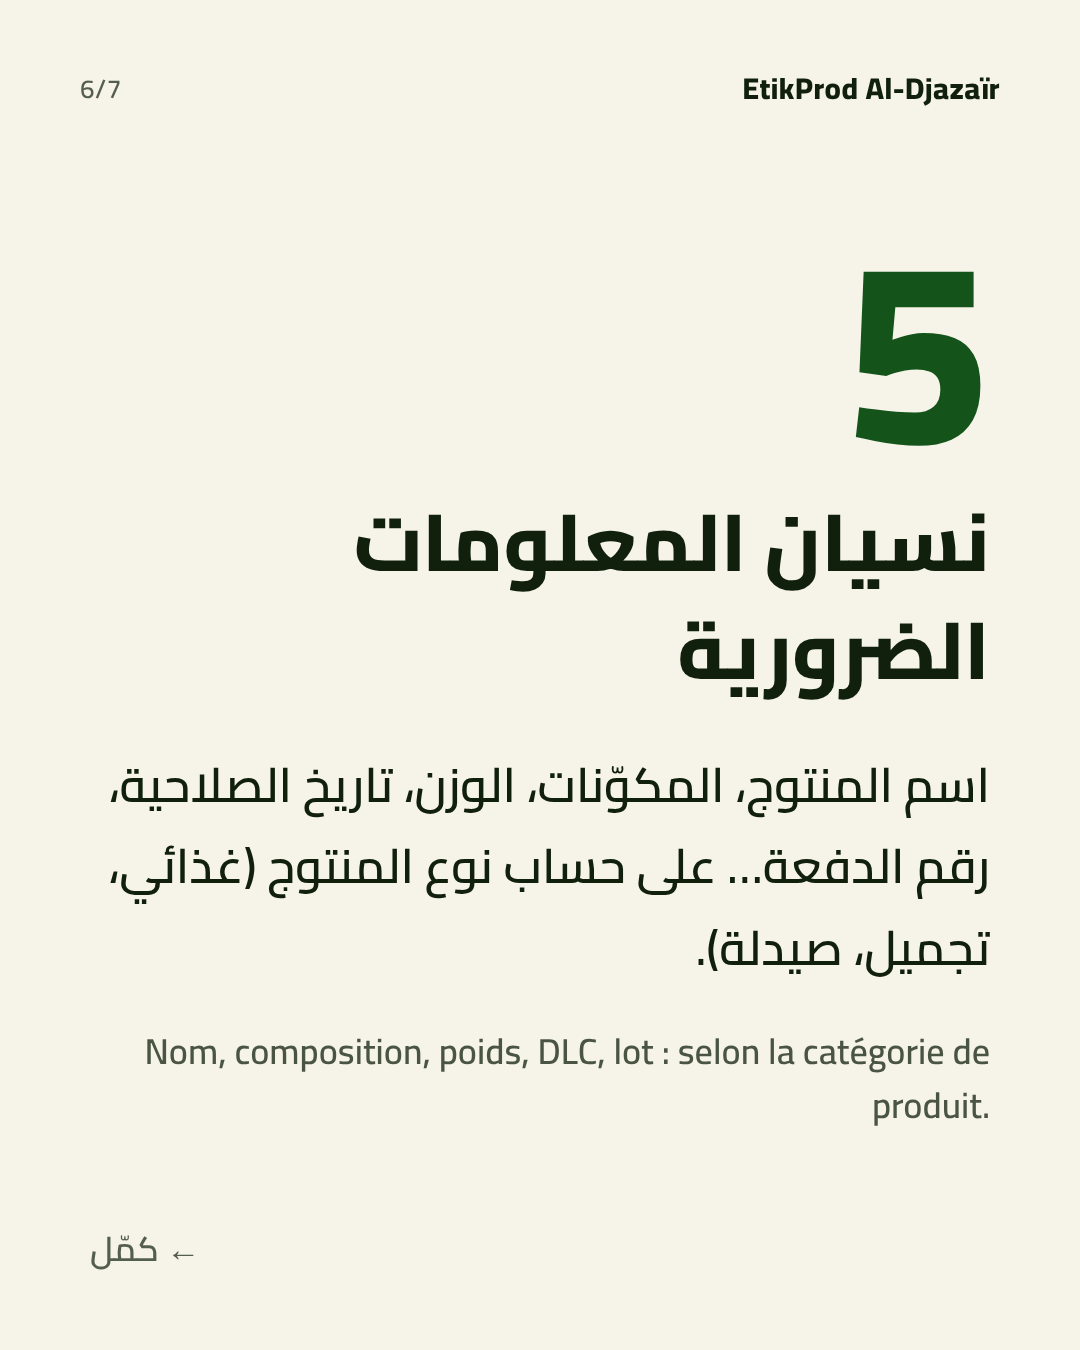 EtikProd Al-Djazaïr
6/7
5
نسيان المعلومات
الضرورية
اسم المنتوج، المكوّنات، الوزن، تاريخ الصلاحية،
رقم الدفعة... على حساب نوع المنتوج (غذائي،
تجميل، صيدلة).
Nom, composition, poids, DLC, lot : selon la catégorie de
produit.
← كمّل